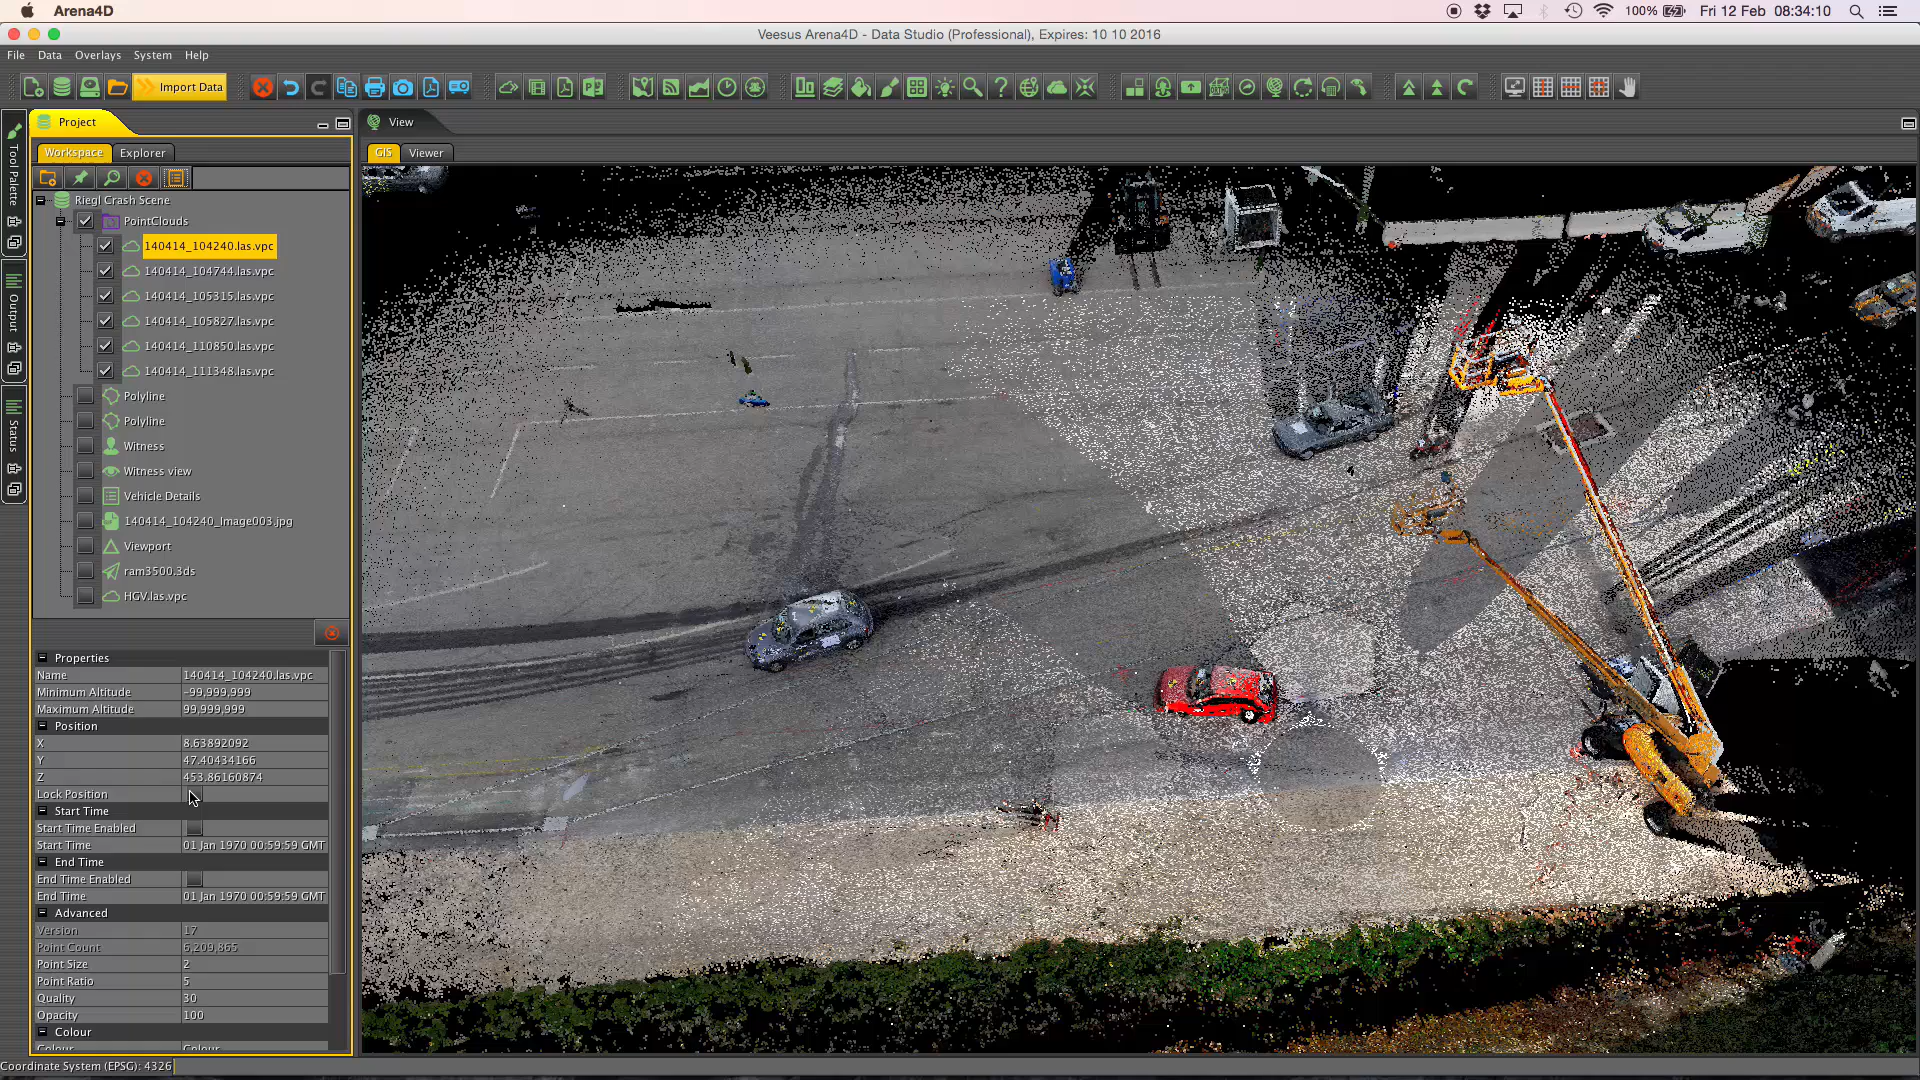 Arena4D
100%
Fri 12 Feb 08:34:10
Veesus Arena4D - Data Studio (Professional), Expires: 10 10 2016
File Data Overlays System Help
Import Data
Project
View
Workspace Explorer
GIS Viewer
Tool Palette
Output
Status
Riegl Crash Scene
PointClouds
140414_104240.las.vpc
140414_104744.las.vpc
140414_105315.las.vpc
140414_105827.las.vpc
140414_110850.las.vpc
140414_111348.las.vpc
Polyline
Polyline
Witness
Witness view
Vehicle Details
140414_104240_Image003.jpg
Viewport
ram3500.3ds
HGV.las.vpc
Properties
Name 140414_104240.las.vpc
Minimum Altitude -99,999,999
Maximum Altitude 99,999,999
Position
X 8.63892092
Y 47.40434166
Z 453.86160874
Lock Position
Start Time
Start Time Enabled
Start Time 01 Jan 1970 00:59:59 GMT
End Time
End Time Enabled
End Time 01 Jan 1970 00:59:59 GMT
Advanced
Version 17
Point Count 6,209,865
Point Size 2
Point Ratio 5
Quality 30
Opacity 100
Colour
Colour Colour
Coordinate System (EPSG): 4326